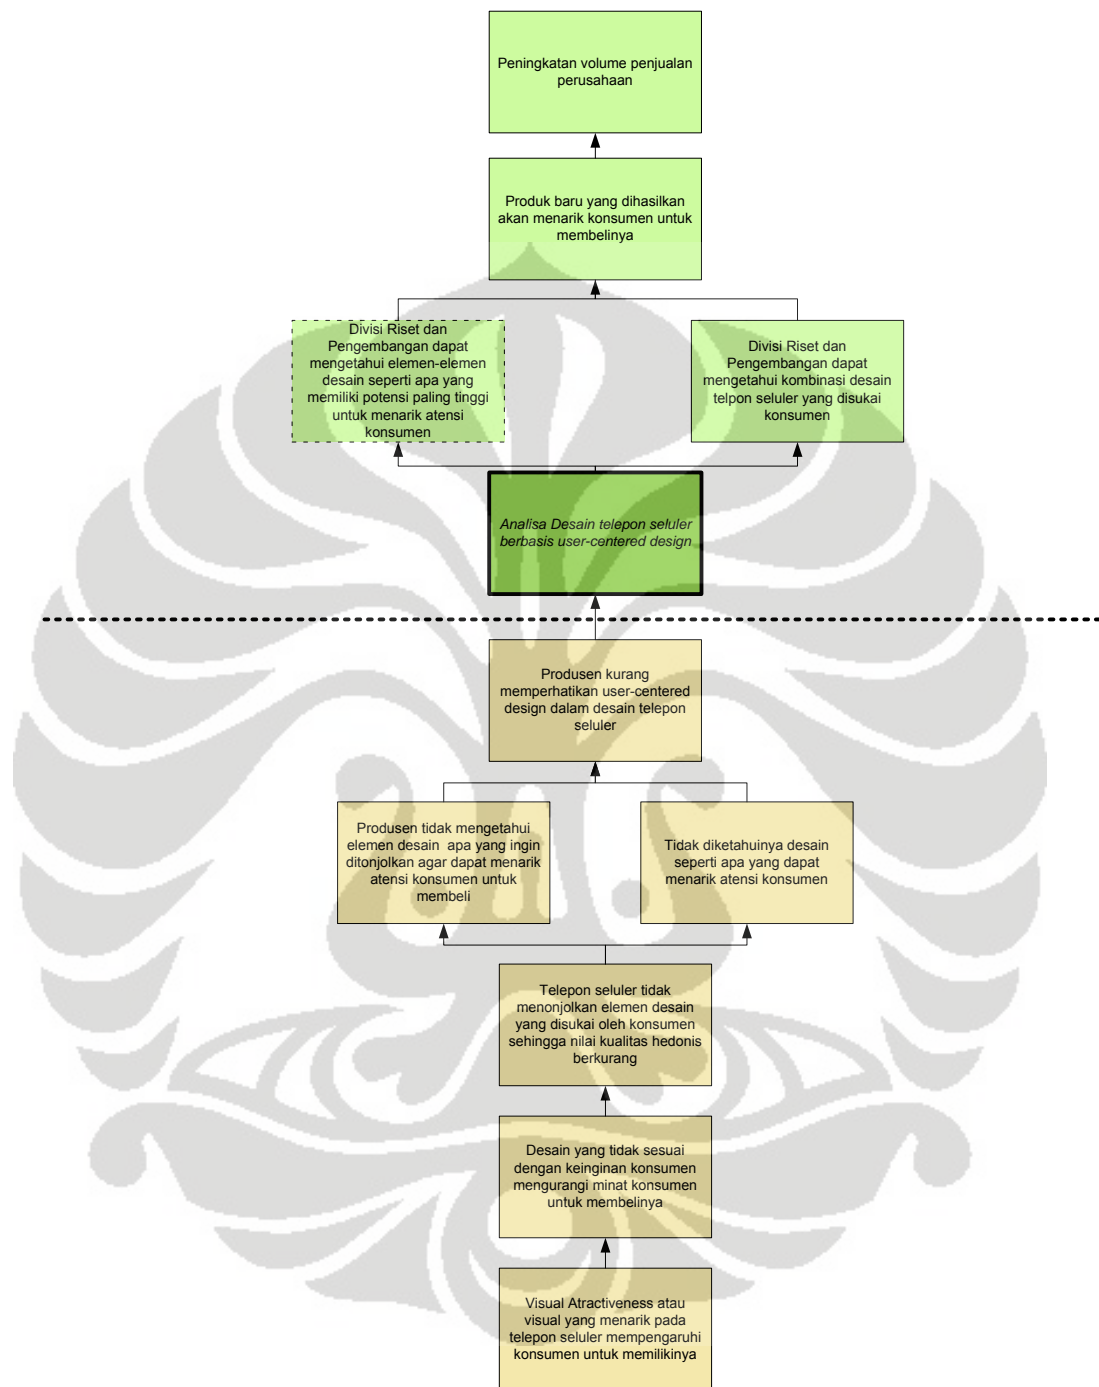 Peningkatan volume penjualan
perusahaan
Produk baru yang dihasilkan
akan menarik konsumen untuk
membelinya
Divisi Riset dan
Pengembangan dapat
mengetahui elemen-elemen
desain seperti apa yang
memiliki potensi paling tinggi
untuk menarik atensi
konsumen
Divisi Riset dan
Pengembangan dapat
mengetahui kombinasi desain
telpon seluler yang disukai
konsumen
Analisa Desain telepon seluler
berbasis user-centered design
Produsen kurang
memperhatikan user-centered
design dalam desain telepon
seluler
Produsen tidak mengetahui
elemen desain apa yang ingin
ditonjolkan agar dapat menarik
atensi konsumen untuk
membeli
Tidak diketahuinya desain
seperti apa yang dapat
menarik atensi konsumen
Telepon seluler tidak
menonjolkan elemen desain
yang disukai oleh konsumen
sehingga nilai kualitas hedonis
berkurang
Desain yang tidak sesuai
dengan keinginan konsumen
mengurangi minat konsumen
untuk membelinya
Visual Atractiveness atau
visual yang menarik pada
telepon seluler mempengaruhi
konsumen untuk memilikinya